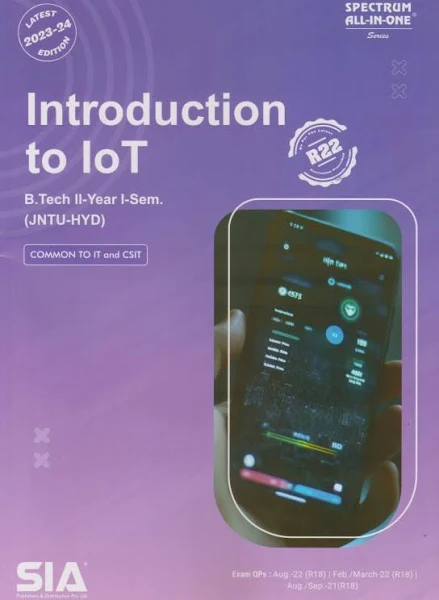 LATEST
2023-24
EDITION
SPECTRUM
ALL-IN-ONE®
Series
Introduction
to IoT
R22
B.Tech II-Year I-Sem.
(JNTU-HYD)
COMMON TO IT and CSIT
4573
SIA®
Publishers & Distributors Pvt. Ltd.
Exam QPs : Aug.-22 (R18) | Feb./March-22 (R18) |
Aug./Sep.-21(R18)